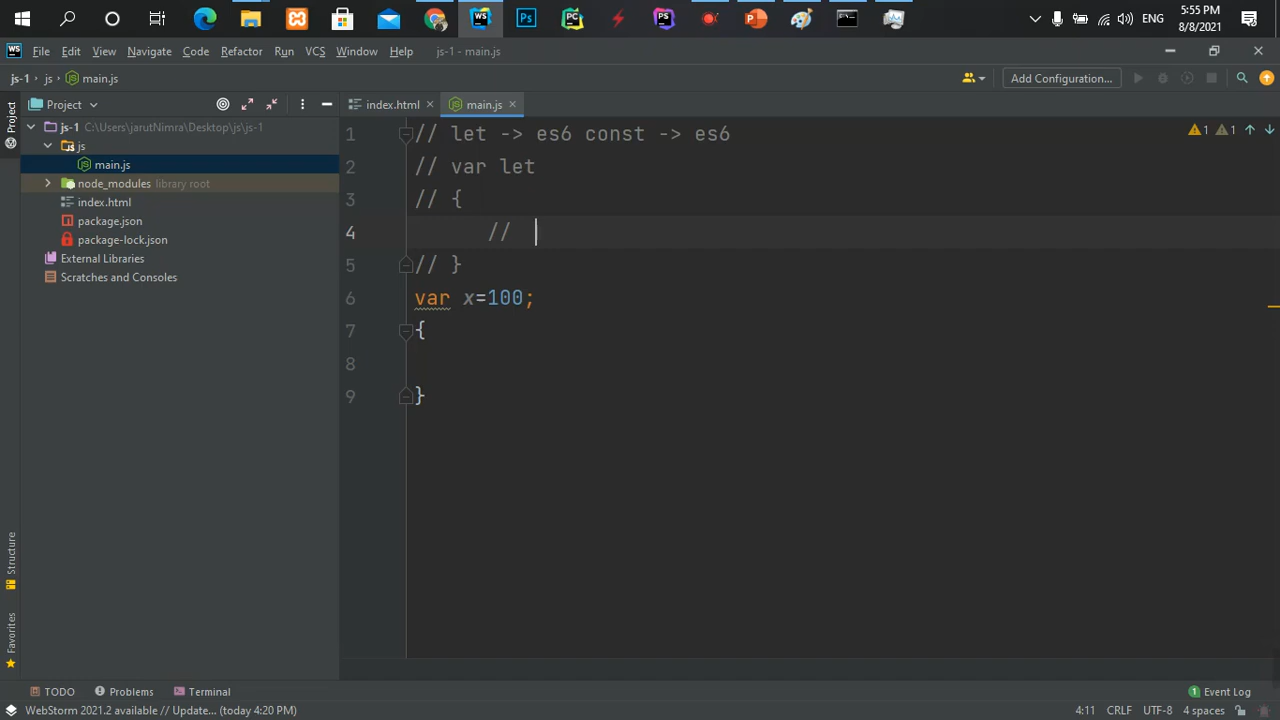 3:55 PM
ENG
8/8/2021
File Edit View Navigate Code Refactor Run VCS Window Help js-1 - main.js
js-1 js main.js
Add Configuration...
Project
index.html
main.js
Project
js-1 C:\Users\jarutNimra\Desktop\js\js-1
js
main.js
node_modules library root
index.html
package.json
package-lock.json
External Libraries
Scratches and Consoles
1 // let -> es6 const -> es6
2 // var let
3 // {
4 //
5 // }
6 var x=100;
7 {
8
9 }
1 1
Structure
Favorites
TODO Problems Terminal
1 Event Log
WebStorm 2021.2 available // Update... (today 4:20 PM)
4:11 CRLF UTF-8 4 spaces